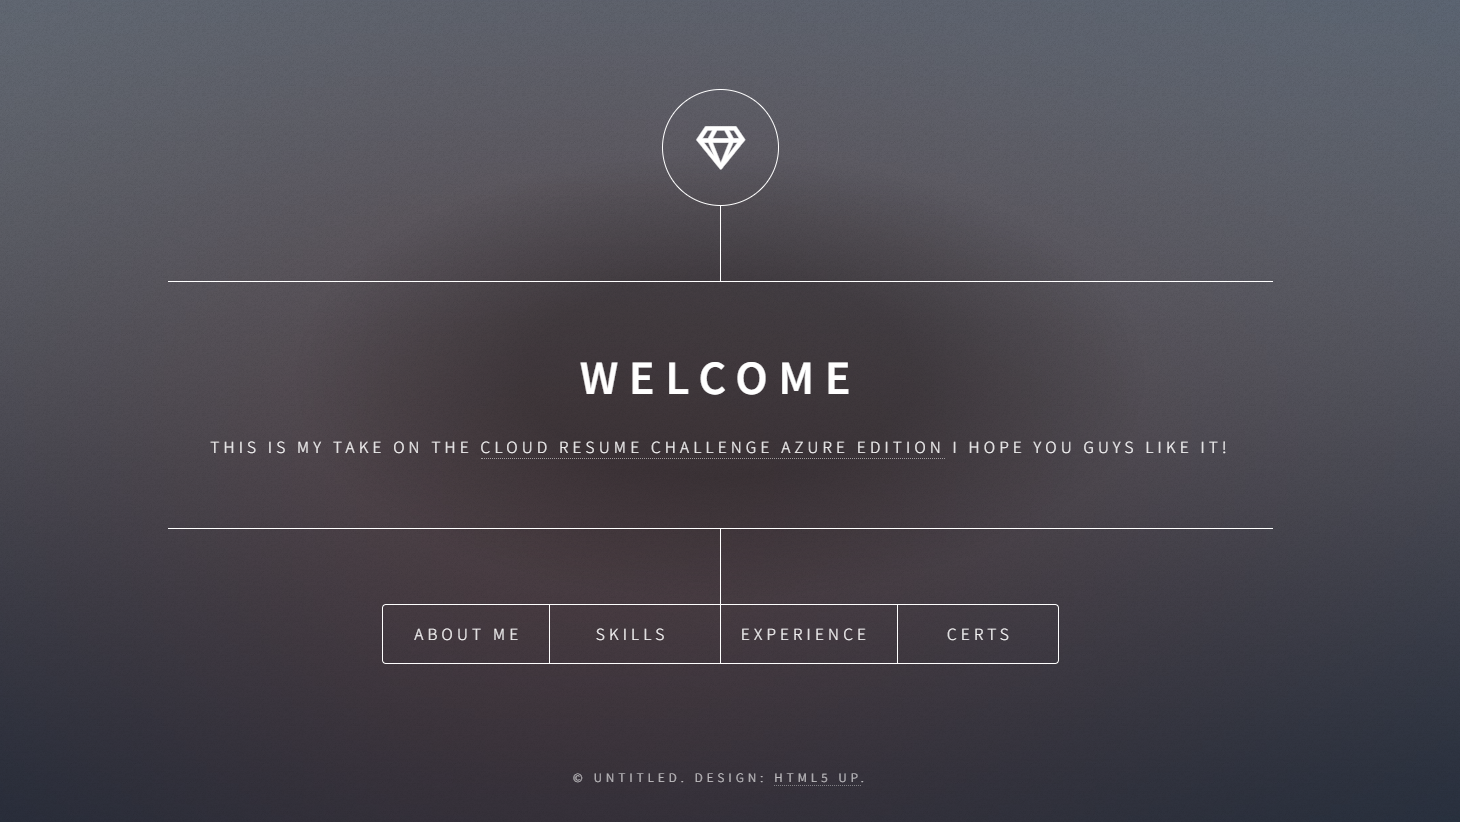 WELCOME
THIS IS MY TAKE ON THE CLOUD RESUME CHALLENGE AZURE EDITION I HOPE YOU GUYS LIKE IT!
ABOUT ME SKILLS EXPERIENCE CERTS
© UNTITLED. DESIGN: HTML5 UP.